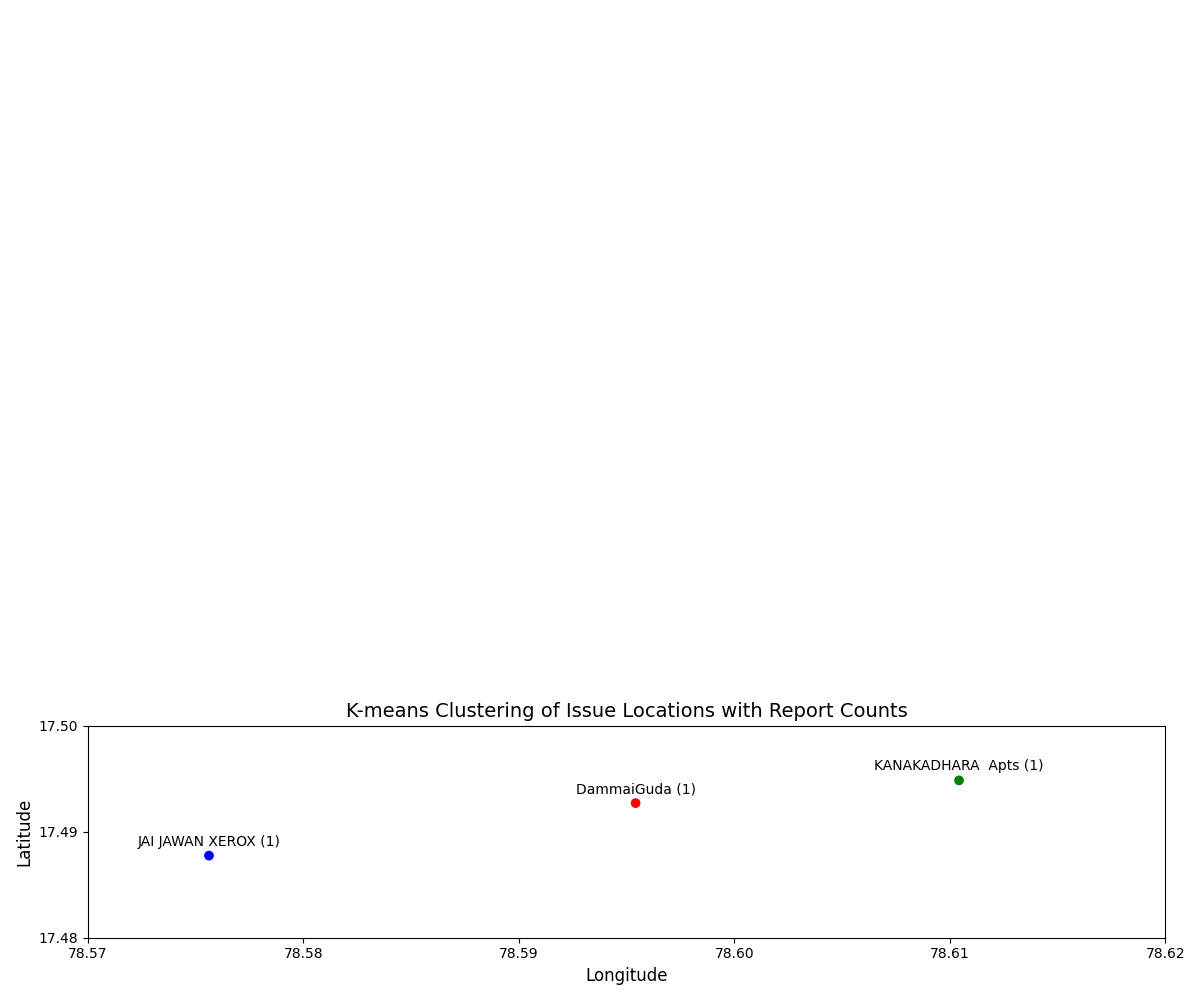 K-means Clustering of Issue Locations with Report Counts
17.50
KANAKADHARA  Apts (1)
DammaiGuda (1)
17.49
JAI JAWAN XEROX (1)
Latitude
17.48
78.57 78.58 78.59 78.60 78.61 78.62
Longitude